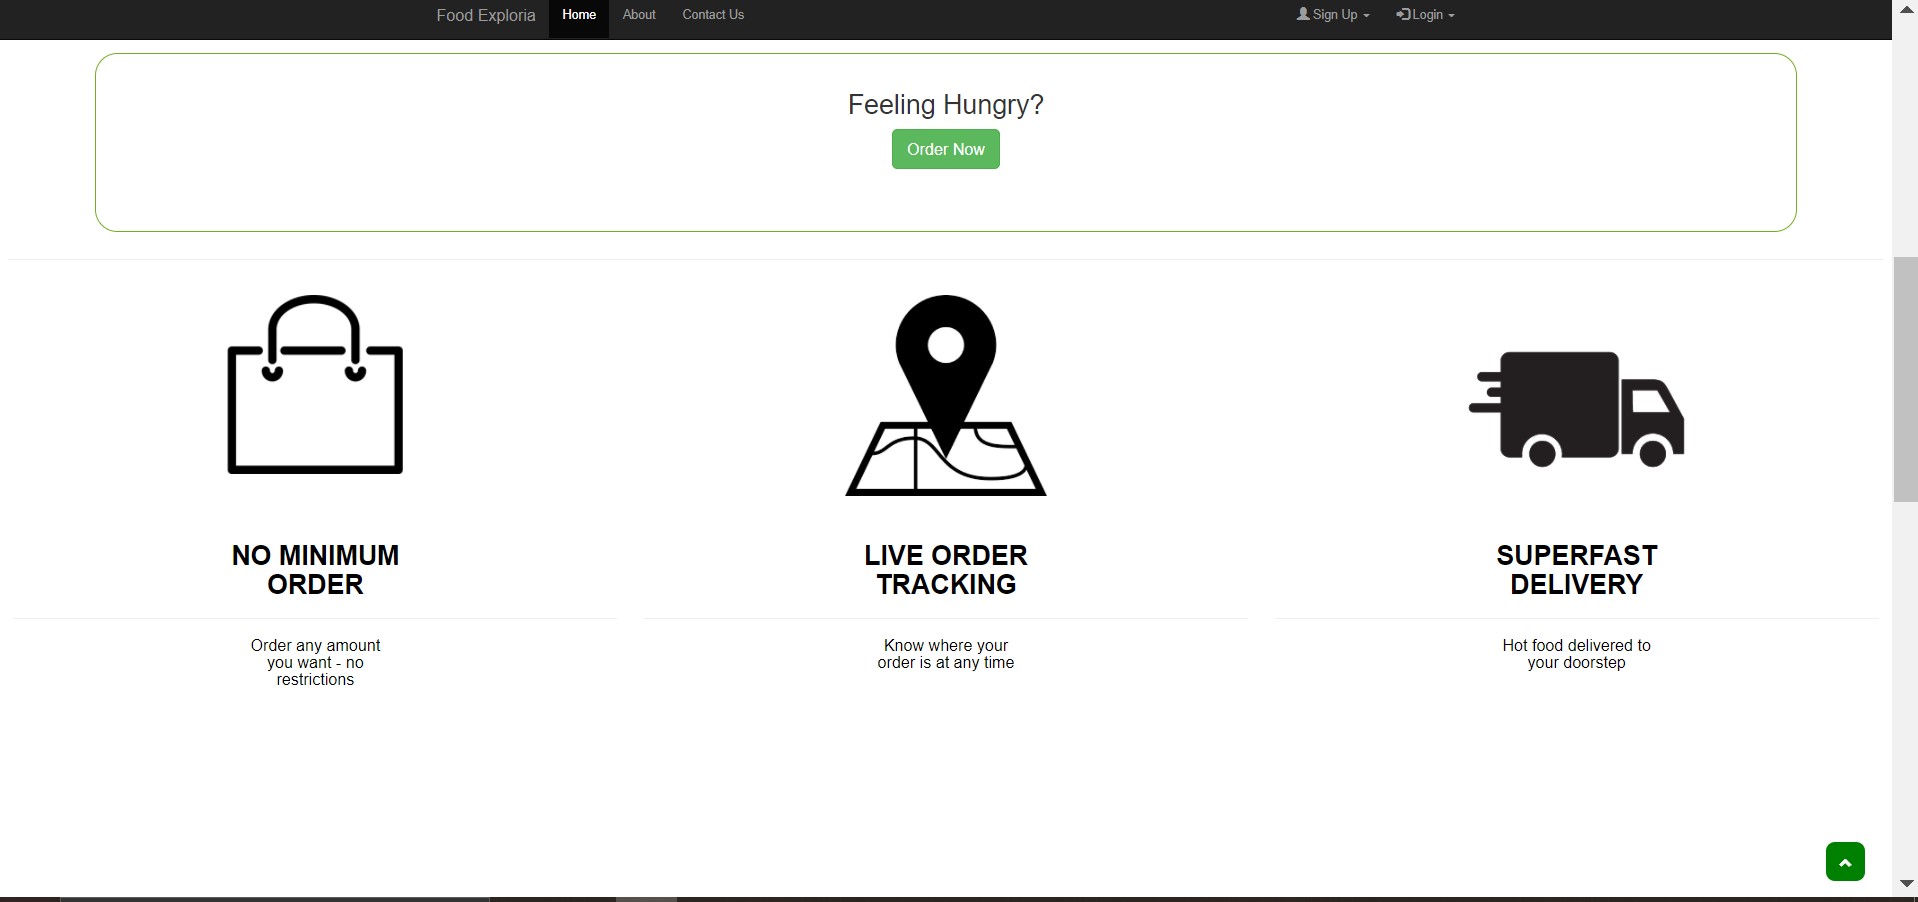 Food Exploria Home About Contact Us Sign Up Login
Feeling Hungry?
Order Now
NO MINIMUM
ORDER
Order any amount
you want - no
restrictions
LIVE ORDER
TRACKING
Know where your
order is at any time
SUPERFAST
DELIVERY
Hot food delivered to
your doorstep